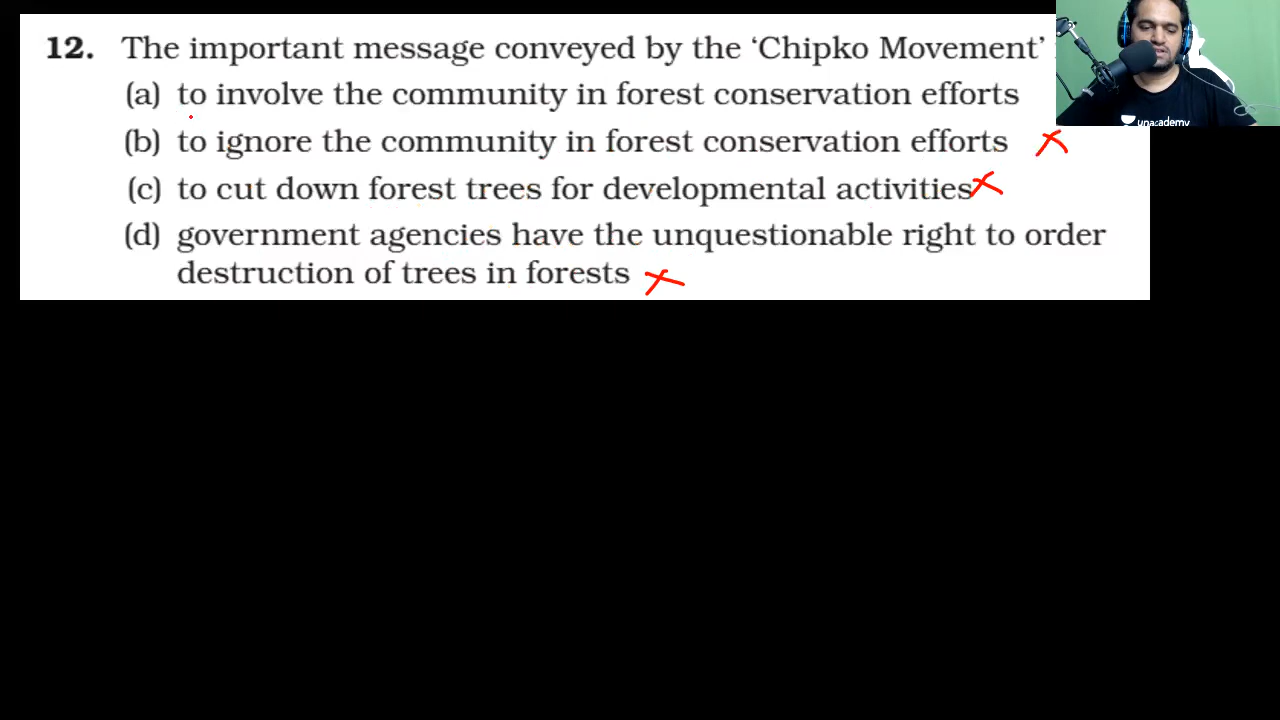 12. The important message conveyed by the ‘Chipko Movement’
(a) to involve the community in forest conservation efforts
(b) to ignore the community in forest conservation efforts
(c) to cut down forest trees for developmental activities
(d) government agencies have the unquestionable right to order
destruction of trees in forests
unacademy